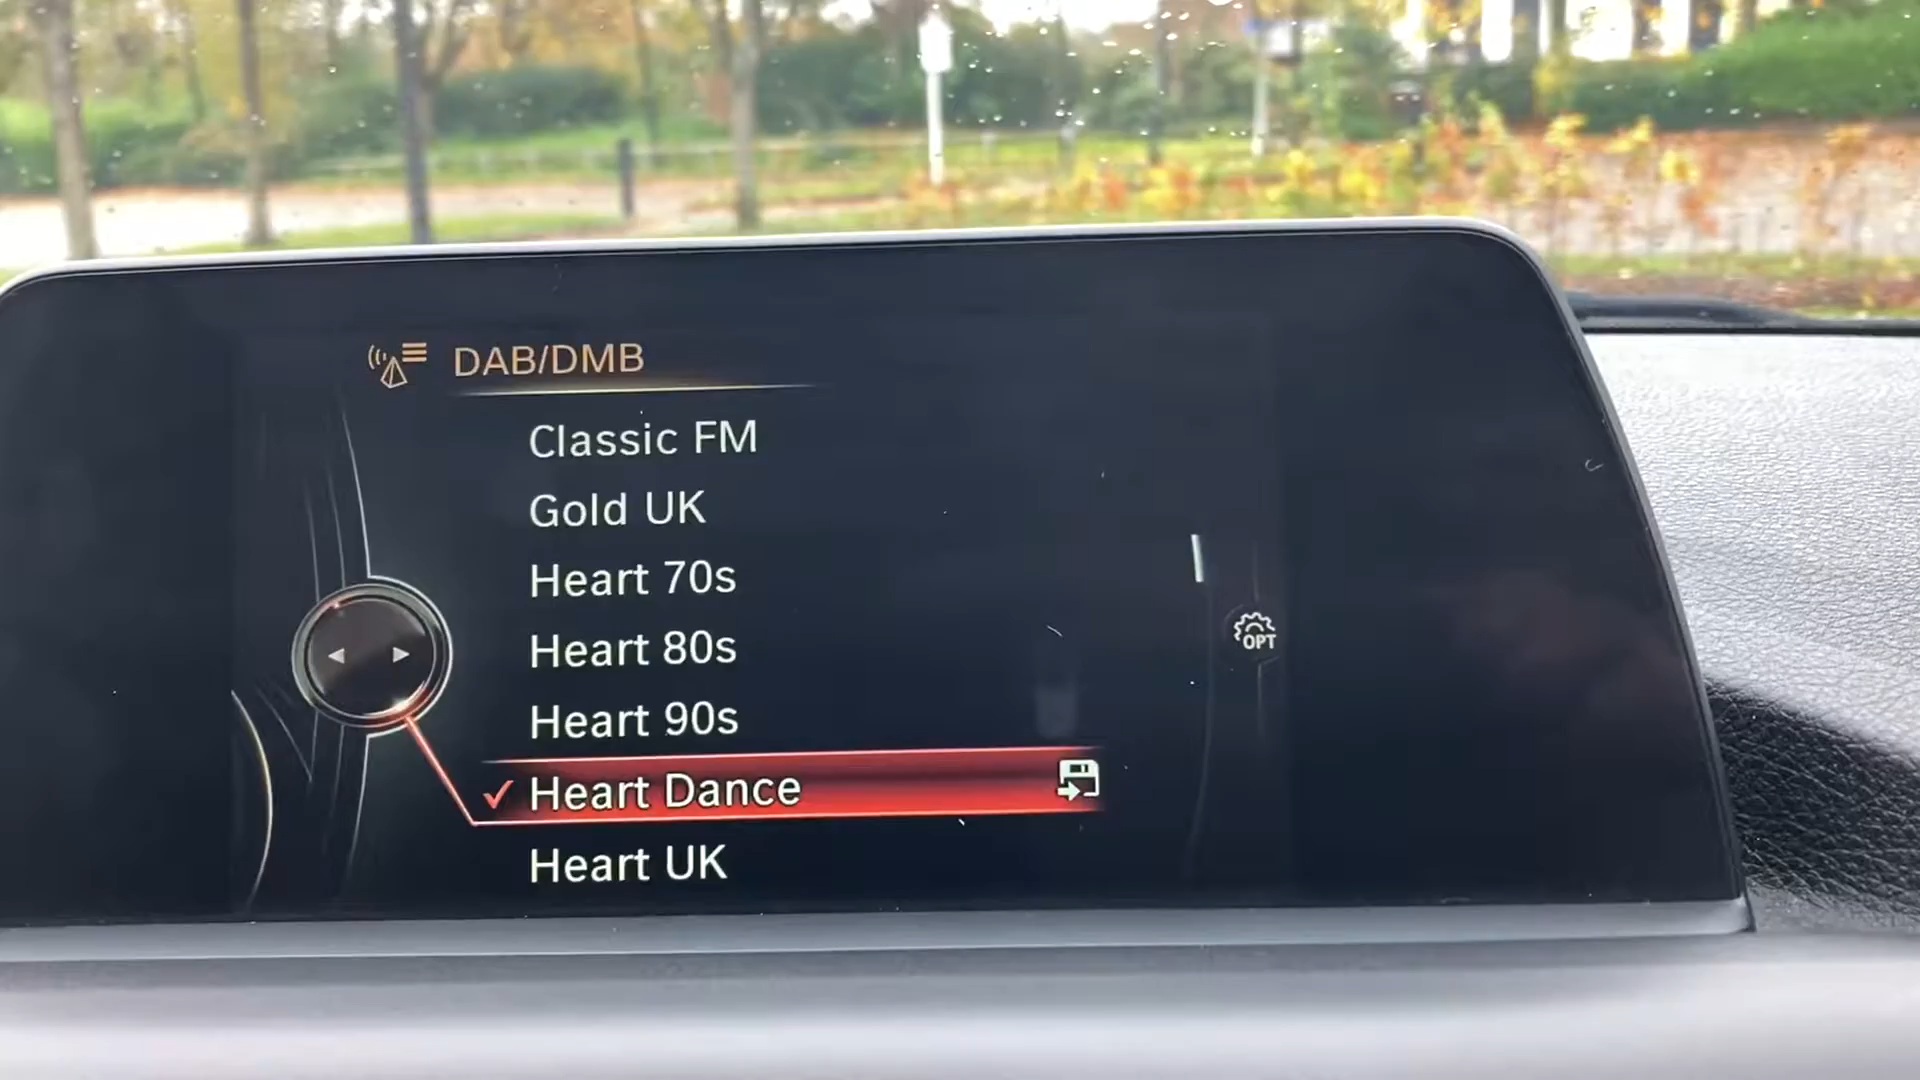 DAB/DMB
Classic FM
Gold UK
Heart 70s
Heart 80s
Heart 90s
Heart Dance
Heart UK
OPT